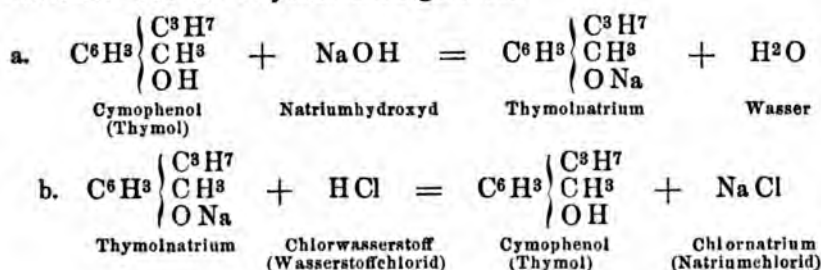 C³H⁷ C³H⁷
a. C⁶H³ { CH³ + NaOH = C⁶H³ { CH³ + H²O
OH ONa
Cymophenol Natriumhydroxyd Thymolnatrium Wasser
(Thymol)
C³H⁷ C³H⁷
b. C⁶H³ { CH³ + HCl = C⁶H³ { CH³ + NaCl
ONa OH
Thymolnatrium Chlorwasserstoff Cymophenol Chlornatrium
(Wasserstoffchlorid) (Thymol) (Natriumchlorid)